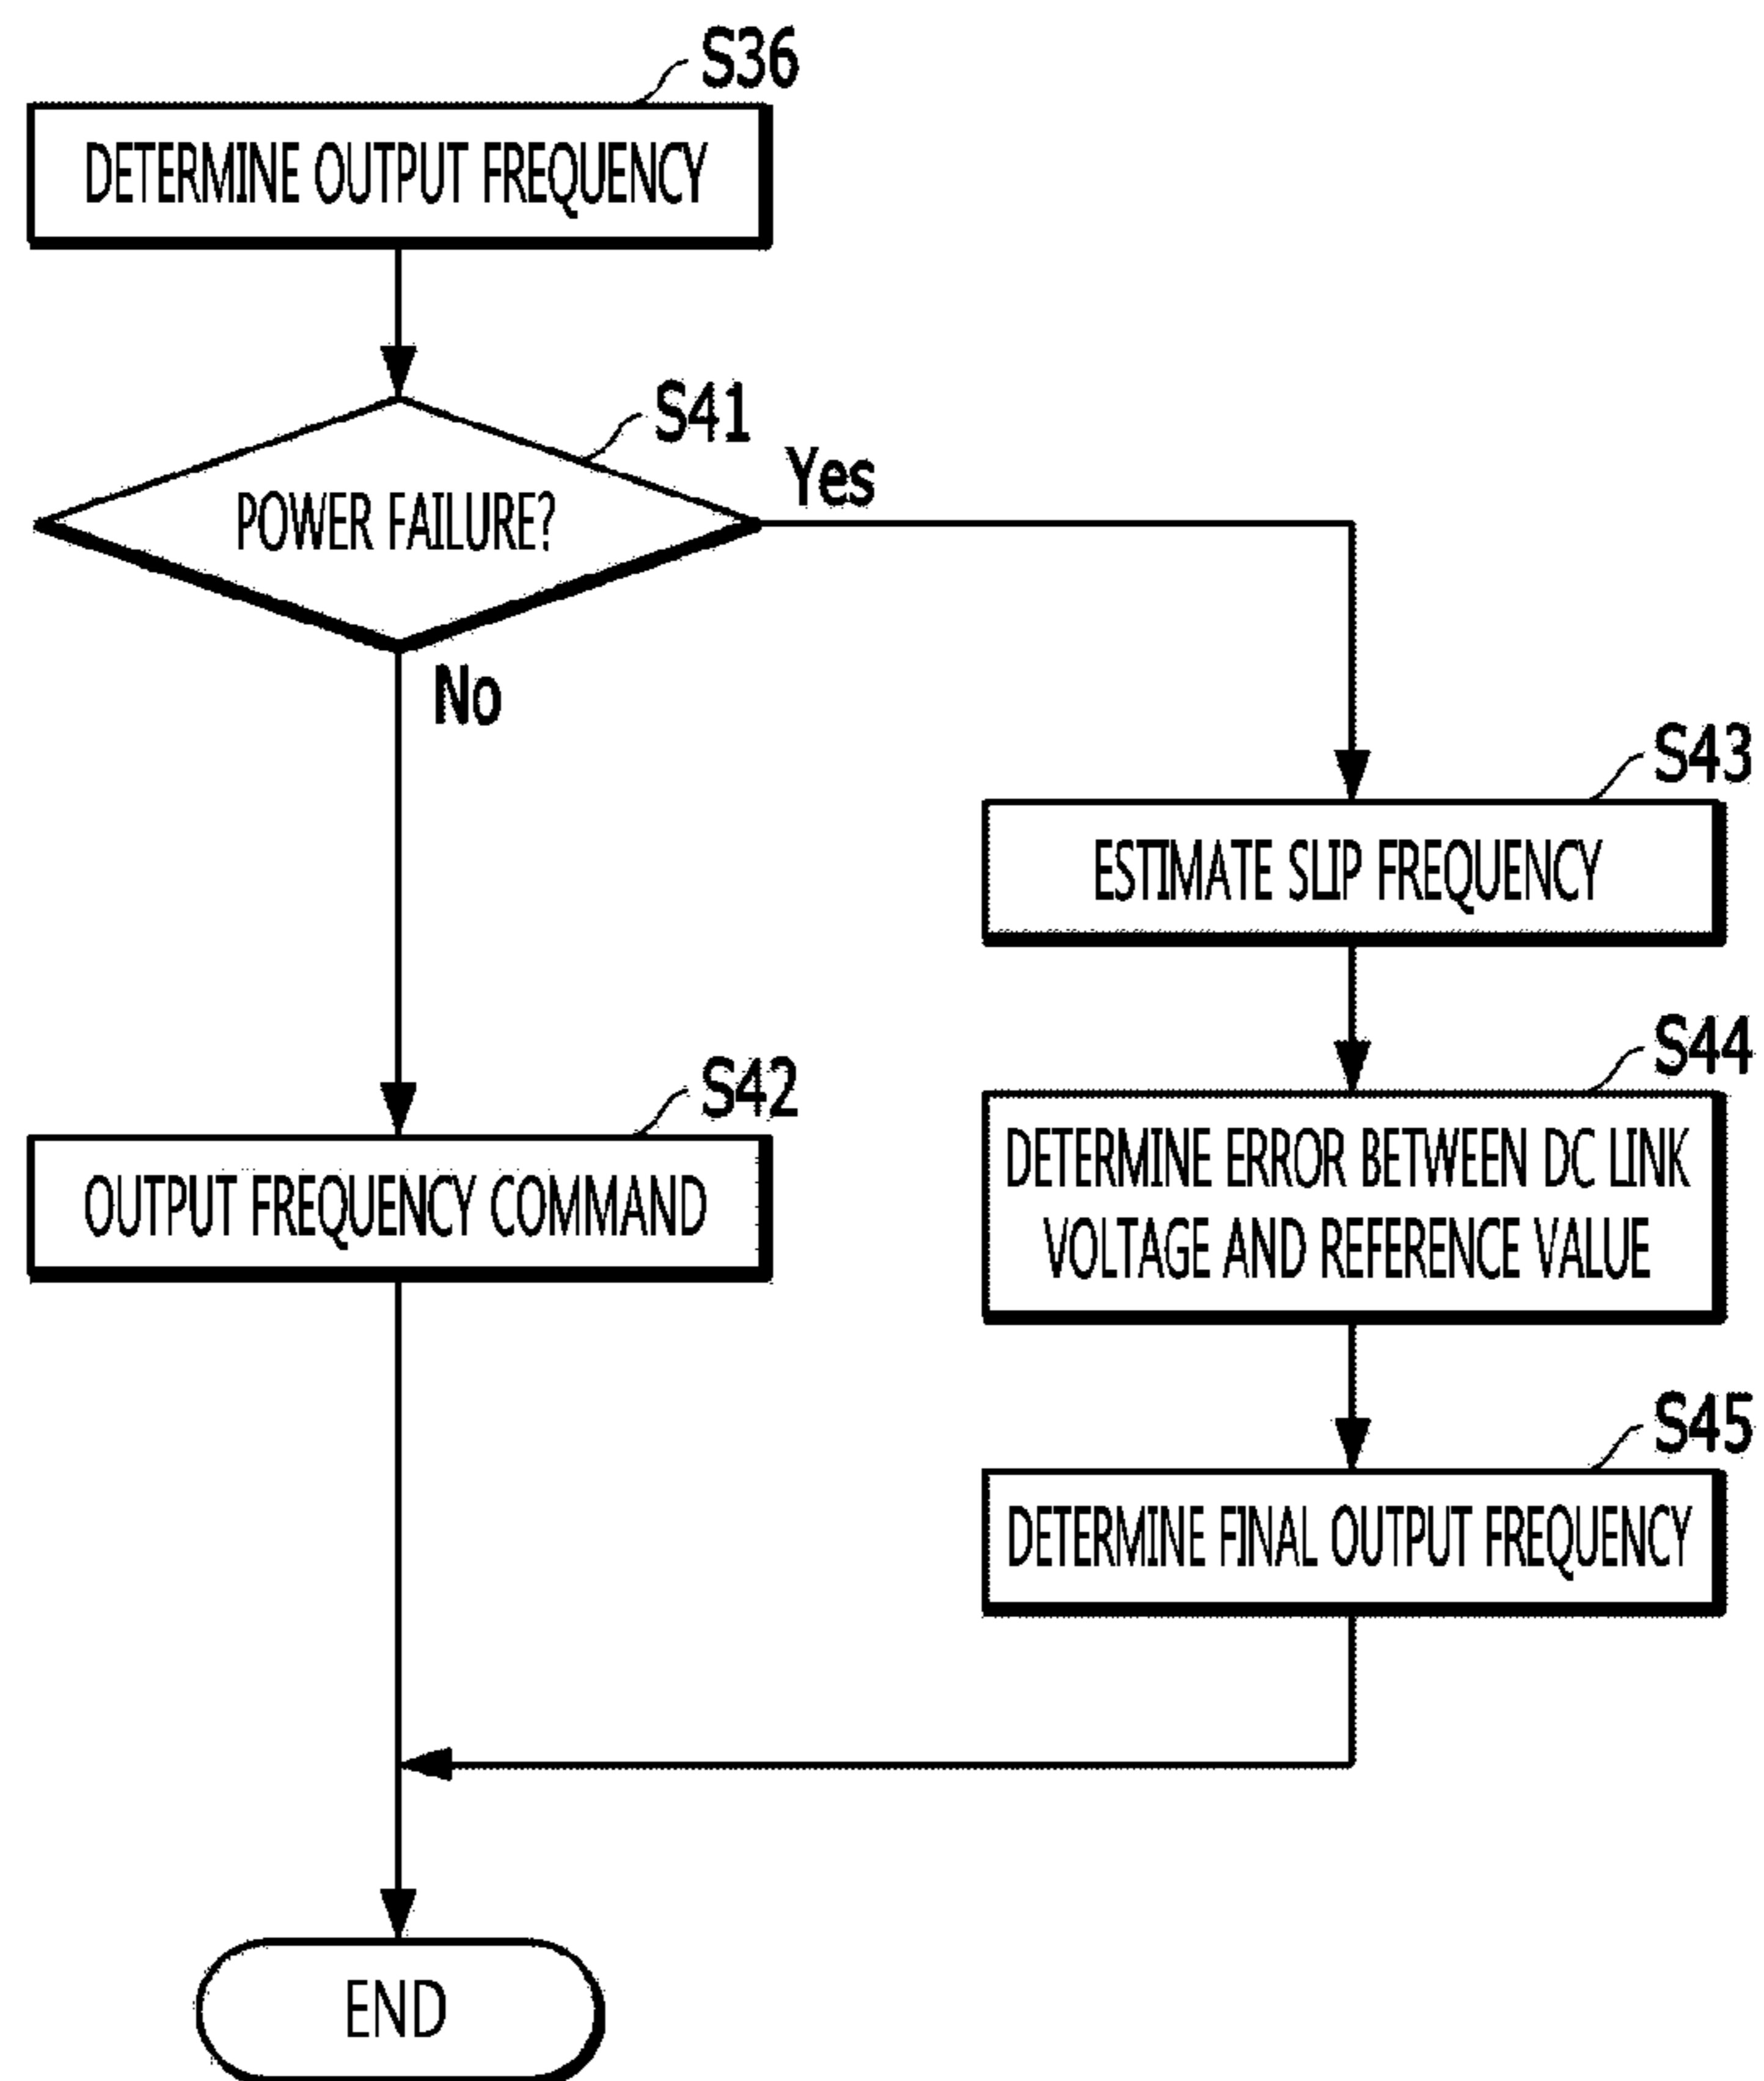 S36
DETERMINE OUTPUT FREQUENCY
S41
POWER FAILURE?
Yes
No
S43
ESTIMATE SLIP FREQUENCY
S44
DETERMINE ERROR BETWEEN DC LINK
VOLTAGE AND REFERENCE VALUE
S42
OUTPUT FREQUENCY COMMAND
S45
DETERMINE FINAL OUTPUT FREQUENCY
END